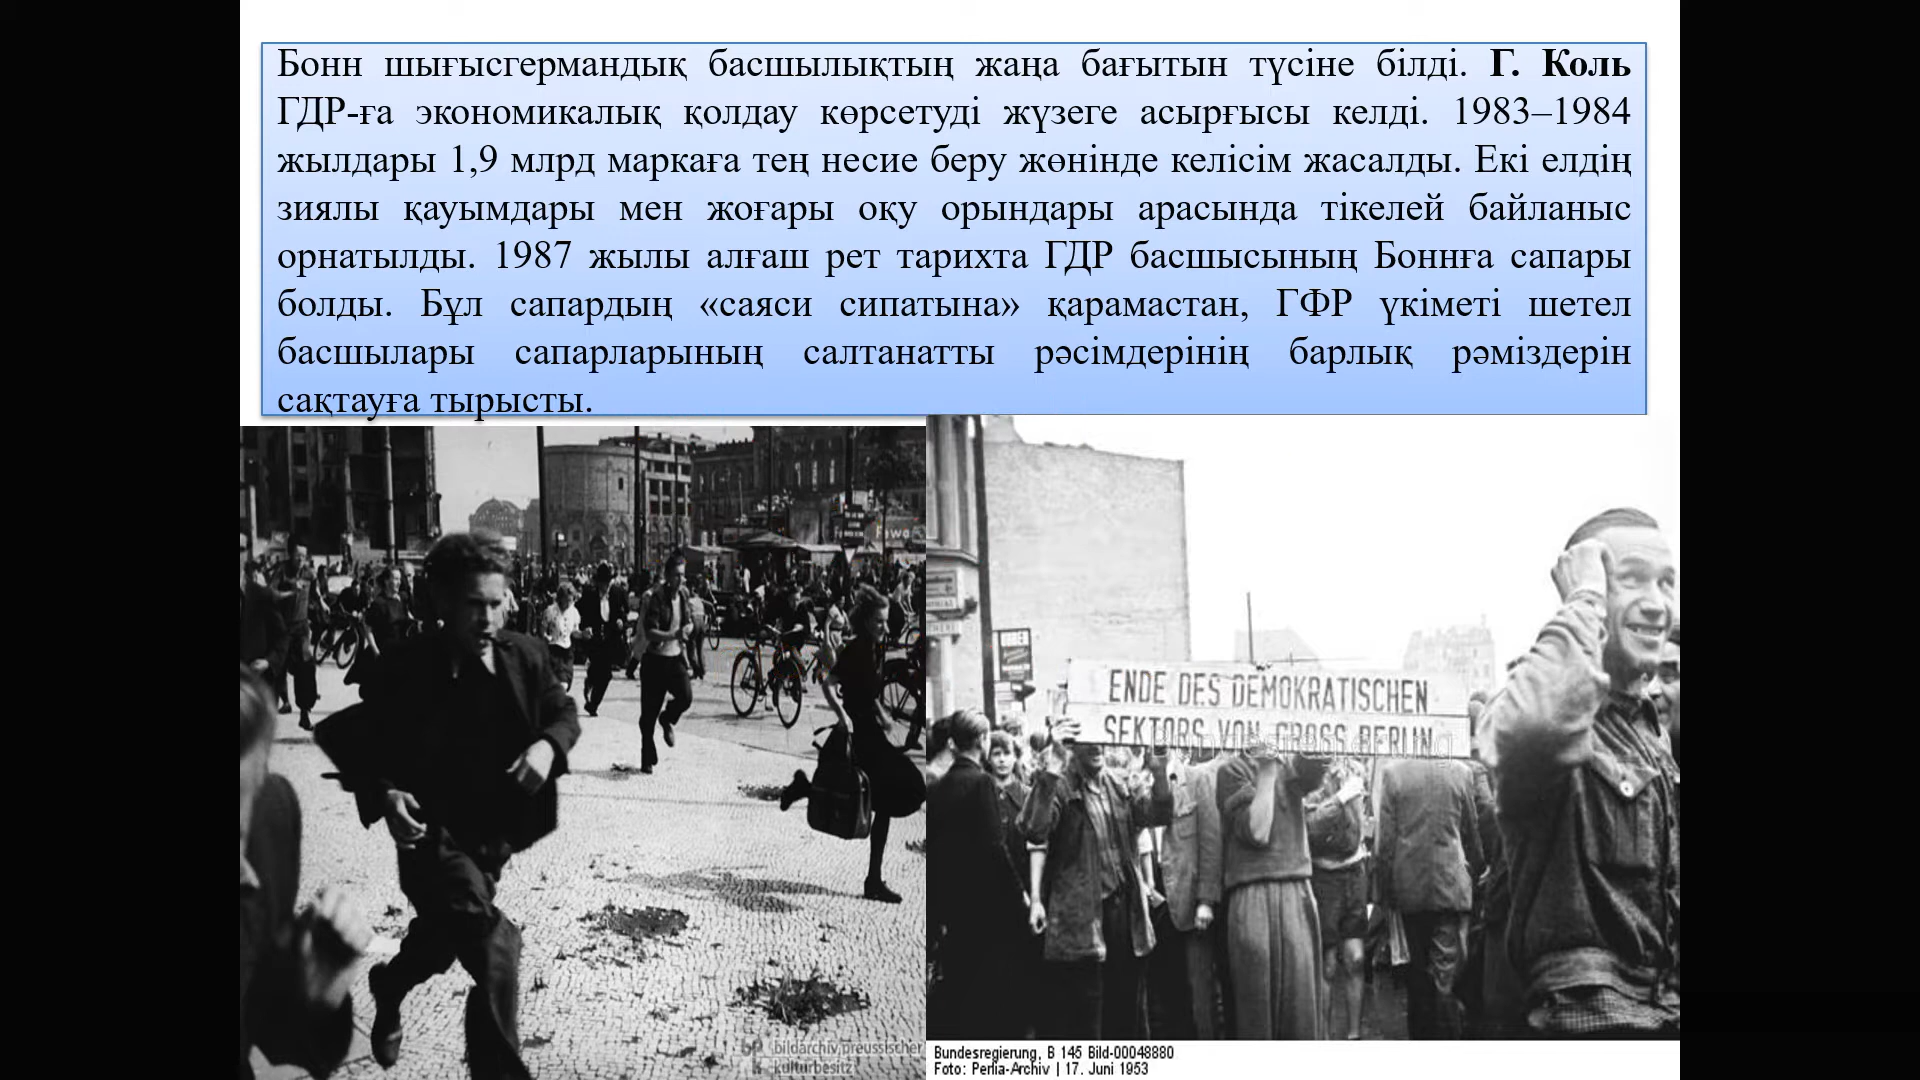 Бонн шығысгермандық басшылықтың жаңа бағытын түсіне білді. Г. Коль
ГДР-ға экономикалық қолдау көрсетуді жүзеге асырғысы келді. 1983–1984
жылдары 1,9 млрд маркаға тең несие беру жөнінде келісім жасалды. Екі елдің
зиялы қауымдары мен жоғары оқу орындары арасында тікелей байланыс
орнатылды. 1987 жылы алғаш рет тарихта ГДР басшысының Боннға сапары
болды. Бұл сапардың «саяси сипатына» қарамастан, ГФР үкіметі шетел
басшылары сапарларының салтанатты рәсімдерінің барлық рәміздерін
сақтауға тырысты.
Fowa
ENDE DES DEMOKRATISCHEN
SEKTORS VON GROSS BERLIN
Bundesregierung
bpk
bildarchiv preussischer
kulturbesitz
Bundesregierung, B 145 Bild-00048880
Foto: Perlia-Archiv | 17. Juni 1953